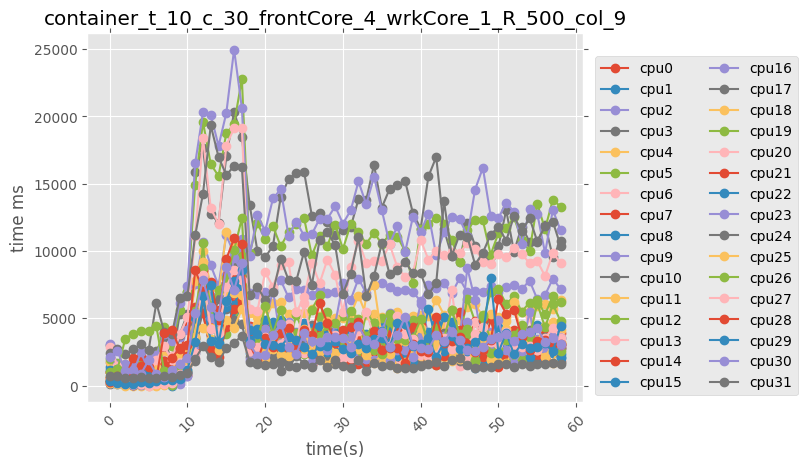 container_t_10_c_30_frontCore_4_wrkCore_1_R_500_col_9
25000
20000
15000
10000
5000
0
time ms
0 10 20 30 40 50 60
time(s)
cpu0 cpu16
cpu1 cpu17
cpu2 cpu18
cpu3 cpu19
cpu4 cpu20
cpu5 cpu21
cpu6 cpu22
cpu7 cpu23
cpu8 cpu24
cpu9 cpu25
cpu10 cpu26
cpu11 cpu27
cpu12 cpu28
cpu13 cpu29
cpu14 cpu30
cpu15 cpu31